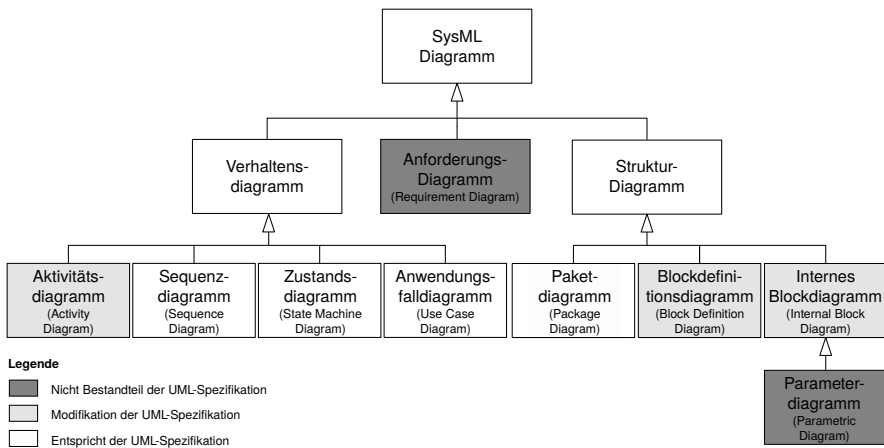 SysML
Diagramm
Verhaltens-
diagramm
Anforderungs-
Diagramm
(Requirement Diagram)
Struktur-
Diagramm
Aktivitäts-
diagramm
(Activity
Diagram)
Sequenz-
diagramm
(Sequence
Diagram)
Zustands-
diagramm
(State Machine
Diagram)
Anwendungs-
falldiagramm
(Use Case
Diagram)
Paket-
diagramm
(Package
Diagram)
Blockdefini-
tionsdiagramm
(Block Definition
Diagram)
Internes
Blockdiagramm
(Internal Block
Diagram)
Parameter-
diagramm
(Parametric
Diagram)
Legende
Nicht Bestandteil der UML-Spezifikation
Modifikation der UML-Spezifikation
Entspricht der UML-Spezifikation